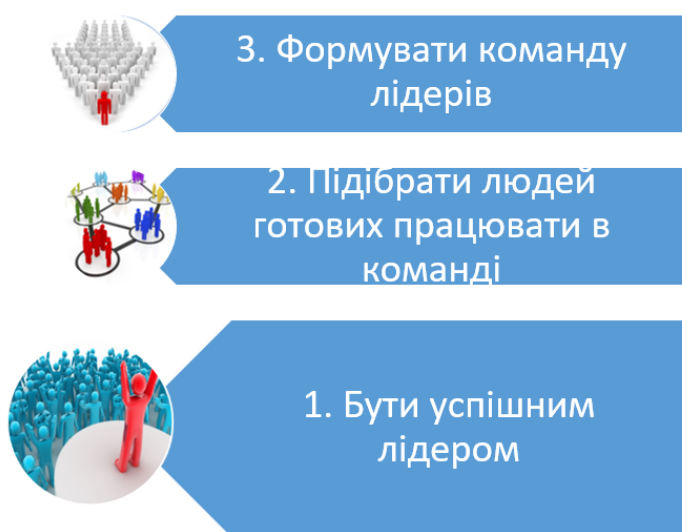 3. Формувати команду
лідерів
2. Підібрати людей
готових працювати в
команді
1. Бути успішним
лідером